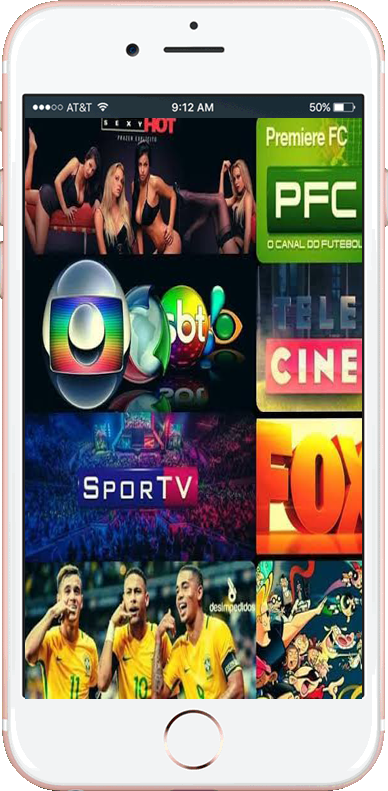 AT&T
9:12 AM
50%
SEXY HOT
PRAZER EXPLÍCITO
Premiere FC
PFC
O CANAL DO FUTEBOL
sbt
TELE
CINE
SPORTV
FOX
desimpedidos
11
10
9